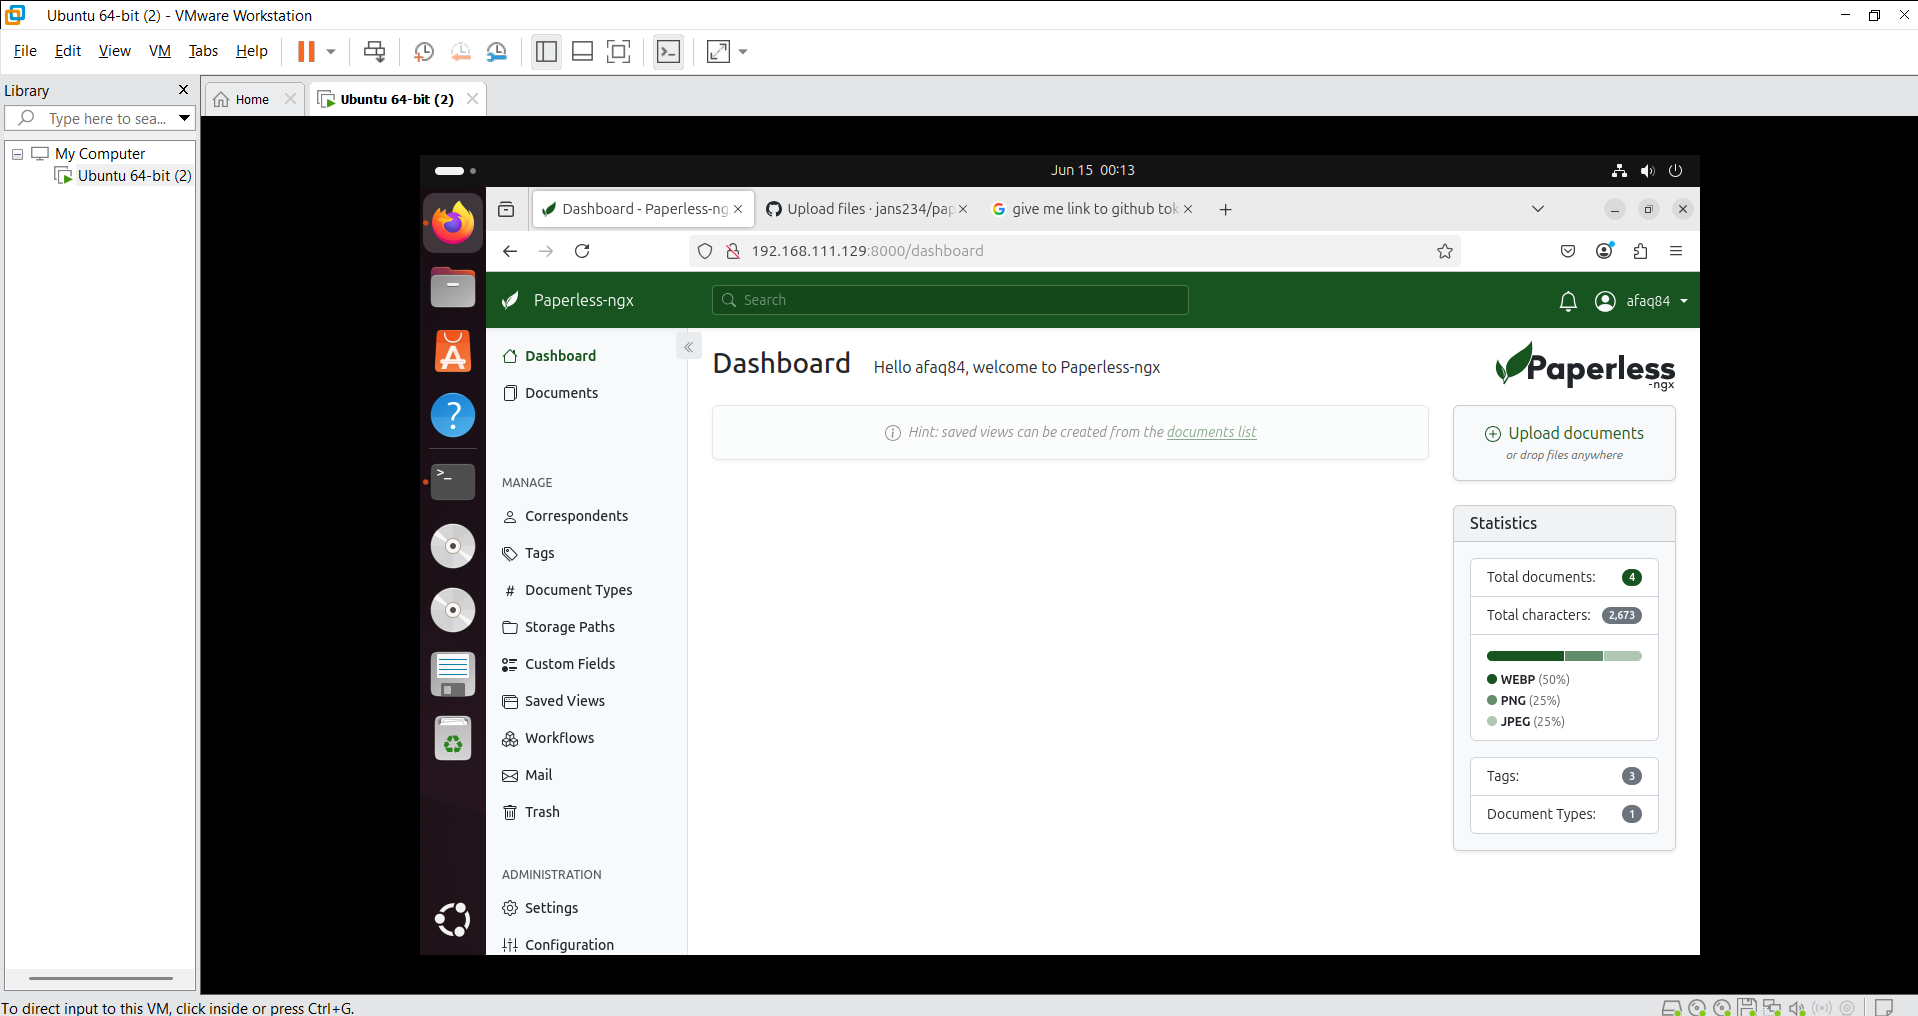 Ubuntu 64-bit (2) - VMware Workstation
File Edit View VM Tabs Help
Library
Home
Ubuntu 64-bit (2)
Type here to sea...
My Computer
Ubuntu 64-bit (2)
Jun 15 00:13
Dashboard - Paperless-ng
Upload files · jans234/pap
give me link to github tok
192.168.111.129:8000/dashboard
Paperless-ngx
Search
afaq84
Dashboard
Documents
MANAGE
Correspondents
Tags
# Document Types
Storage Paths
Custom Fields
Saved Views
Workflows
Mail
Trash
ADMINISTRATION
Settings
Configuration
Dashboard
Hello afaq84, welcome to Paperless-ngx
Paperless
-ngx
Hint: saved views can be created from the documents list
Upload documents
or drop files anywhere
Statistics
Total documents: 4
Total characters: 2,673
WEBP (50%)
PNG (25%)
JPEG (25%)
Tags: 3
Document Types: 1
To direct input to this VM, click inside or press Ctrl+G.